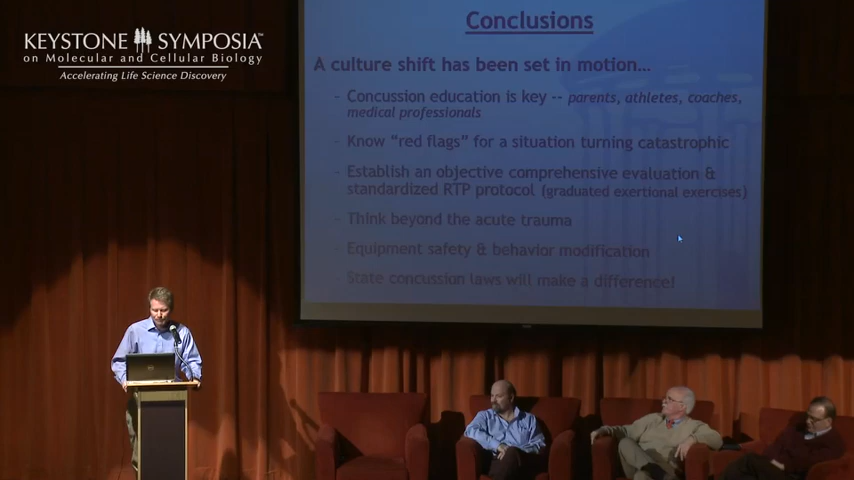 KEYSTONE SYMPOSIA™
on Molecular and Cellular Biology
Accelerating Life Science Discovery
Conclusions
A culture shift has been set in motion…
- Concussion education is key -- parents, athletes, coaches,
medical professionals
- Know “red flags” for a situation turning catastrophic
- Establish an objective comprehensive evaluation &
standardized RTP protocol (graduated exertional exercises)
- Think beyond the acute trauma
- Equipment safety & behavior modification
State concussion laws will make a difference!